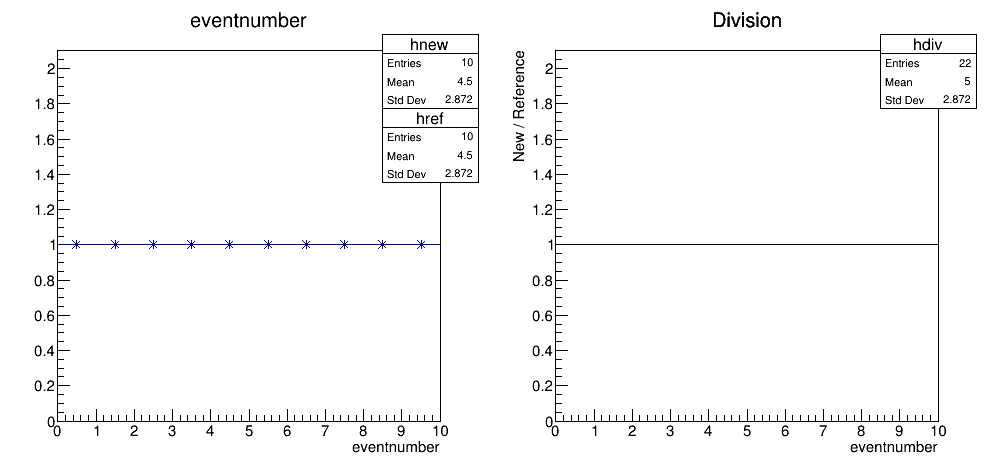 eventnumber
hnew
Entries 10
Mean 4.5
Std Dev 2.872
href
Entries 10
Mean 4.5
Std Dev 2.872
2
1.8
1.6
1.4
1.2
1
0.8
0.6
0.4
0.2
0
0 1 2 3 4 5 6 7 8 9 10
eventnumber
Division
hdiv
Entries 22
Mean 5
Std Dev 2.872
New / Reference
2
1.8
1.6
1.4
1.2
1
0.8
0.6
0.4
0.2
0
0 1 2 3 4 5 6 7 8 9 10
eventnumber